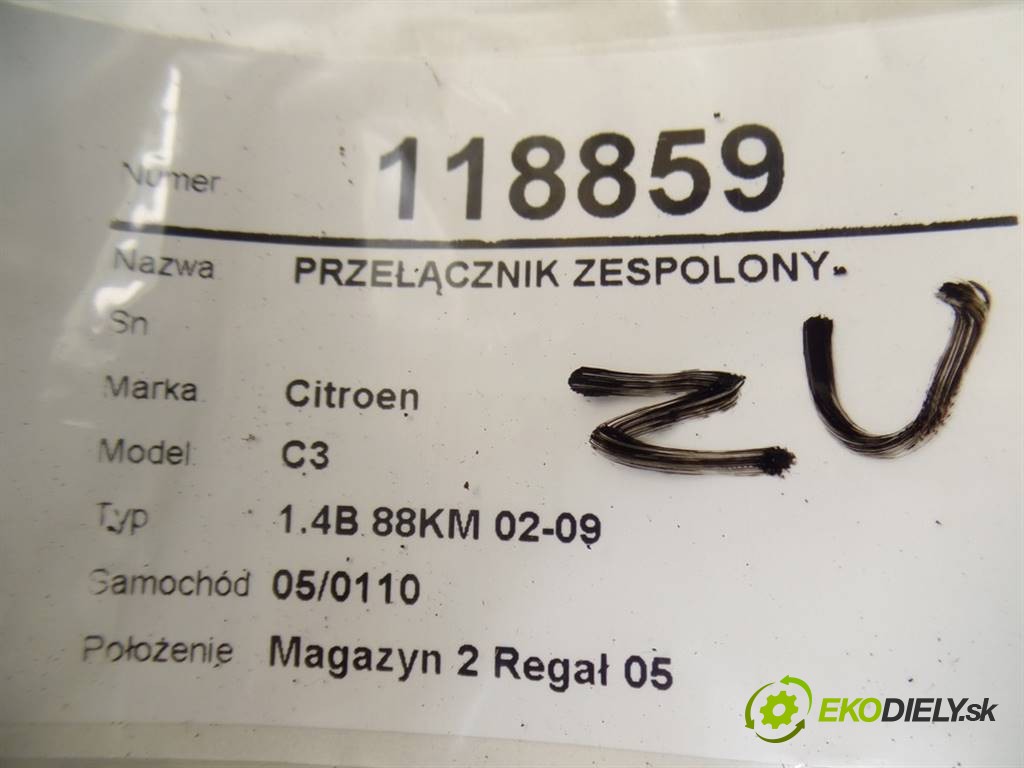 Numer 118859
Nazwa PRZEŁĄCZNIK ZESPOLONY
Sn
Marka Citroen
ZU
Model: C3
Typ 1.4B 88KM 02-09
Samochód 05/0110
Położenie Magazyn 2 Regał 05
EKODIELY.sk